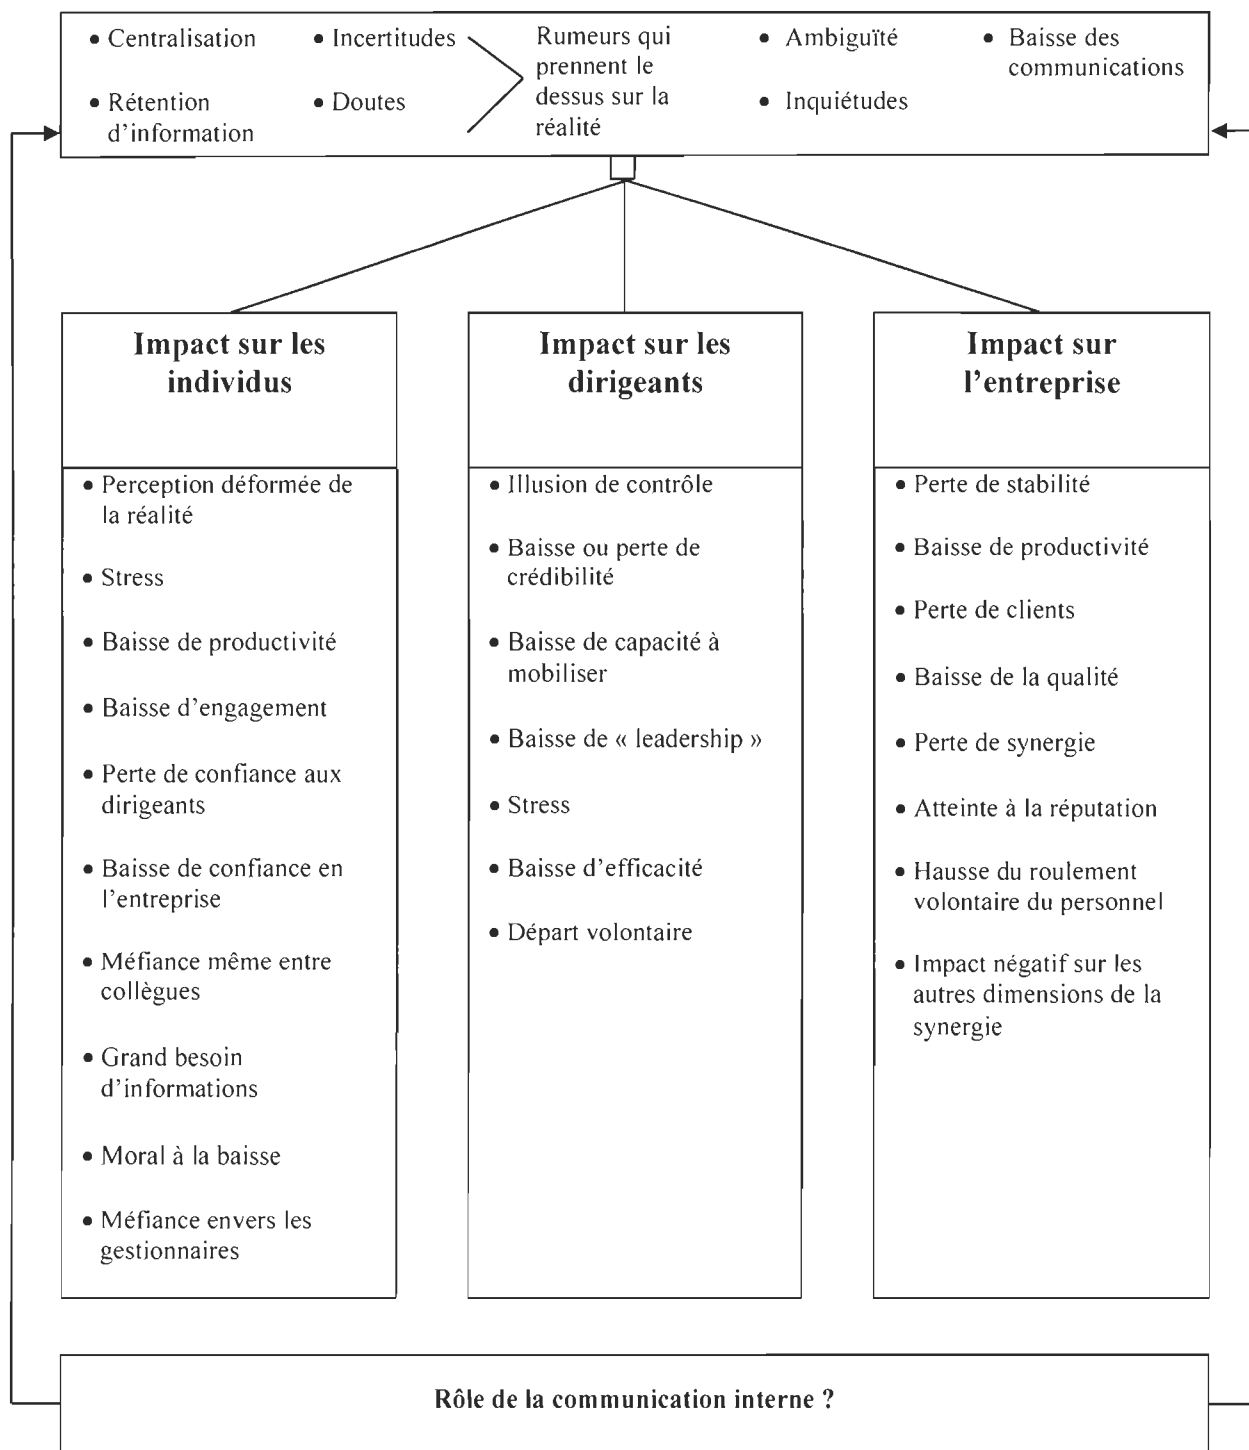 • Centralisation
• Rétention
d'information
• Incertitudes
• Doutes
Rumeurs qui
prennent le
dessus sur la
réalité
• Ambiguïté
• Inquiétudes
• Baisse des
communications
Impact sur les
individus
• Perception déformée de
la réalité
• Stress
• Baisse de productivité
• Baisse d'engagement
• Perte de confiance aux
dirigeants
• Baisse de confiance en
l'entreprise
• Méfiance même entre
collègues
• Grand besoin
d'informations
• Moral à la baisse
• Méfiance envers les
gestionnaires
Impact sur les
dirigeants
• Illusion de contrôle
• Baisse ou perte de
crédibilité
• Baisse de capacité à
mobiliser
• Baisse de « leadership »
• Stress
• Baisse d'efficacité
• Départ volontaire
Impact sur
l'entreprise
• Perte de stabilité
• Baisse de productivité
• Perte de clients
• Baisse de la qualité
• Perte de synergie
• Atteinte à la réputation
• Hausse du roulement
volontaire du personnel
• Impact négatif sur les
autres dimensions de la
synergie
Rôle de la communication interne ?